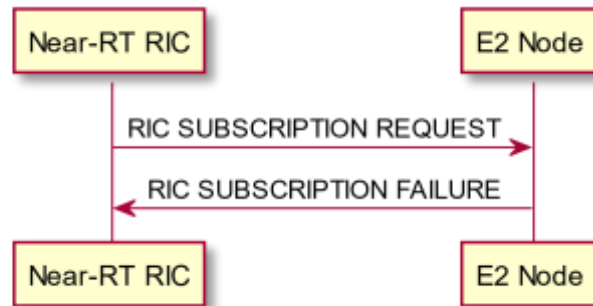 Near-RT RIC
E2 Node
RIC SUBSCRIPTION REQUEST
RIC SUBSCRIPTION FAILURE
Near-RT RIC
E2 Node